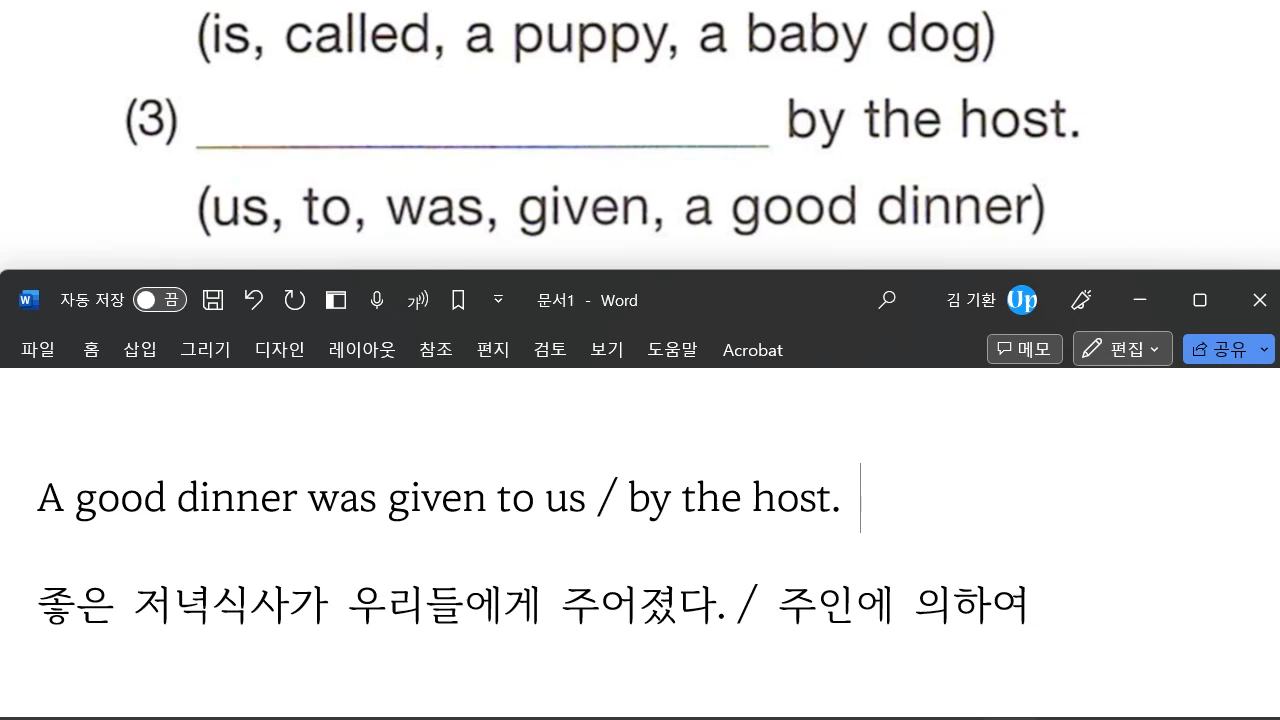 (is, called, a puppy, a baby dog)
(3) ____________________ by the host.
(us, to, was, given, a good dinner)
자동 저장 끔 가 문서1 - Word 김 기환 Up
파일 홈 삽입 그리기 디자인 레이아웃 참조 편지 검토 보기 도움말 Acrobat 메모 편집 공유
A good dinner was given to us / by the host.
좋은 저녁식사가 우리들에게 주어졌다. / 주인에 의하여